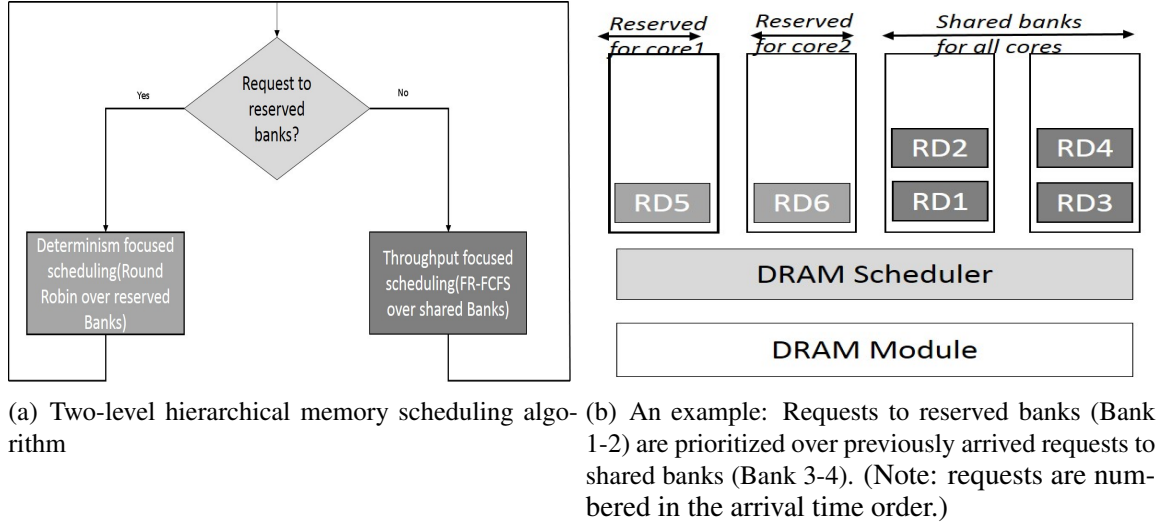 Request to
reserved
banks?
Yes
No
Determinism focused
scheduling(Round
Robin over reserved
Banks)
Throughput focused
scheduling(FR-FCFS
over shared Banks)
(a) Two-level hierarchical memory scheduling algo-
rithm
Reserved
for core1
Reserved
for core2
Shared banks
for all cores
RD2
RD4
RD5
RD6
RD1
RD3
DRAM Scheduler
DRAM Module
(b) An example: Requests to reserved banks (Bank
1-2) are prioritized over previously arrived requests to
shared banks (Bank 3-4). (Note: requests are num-
bered in the arrival time order.)